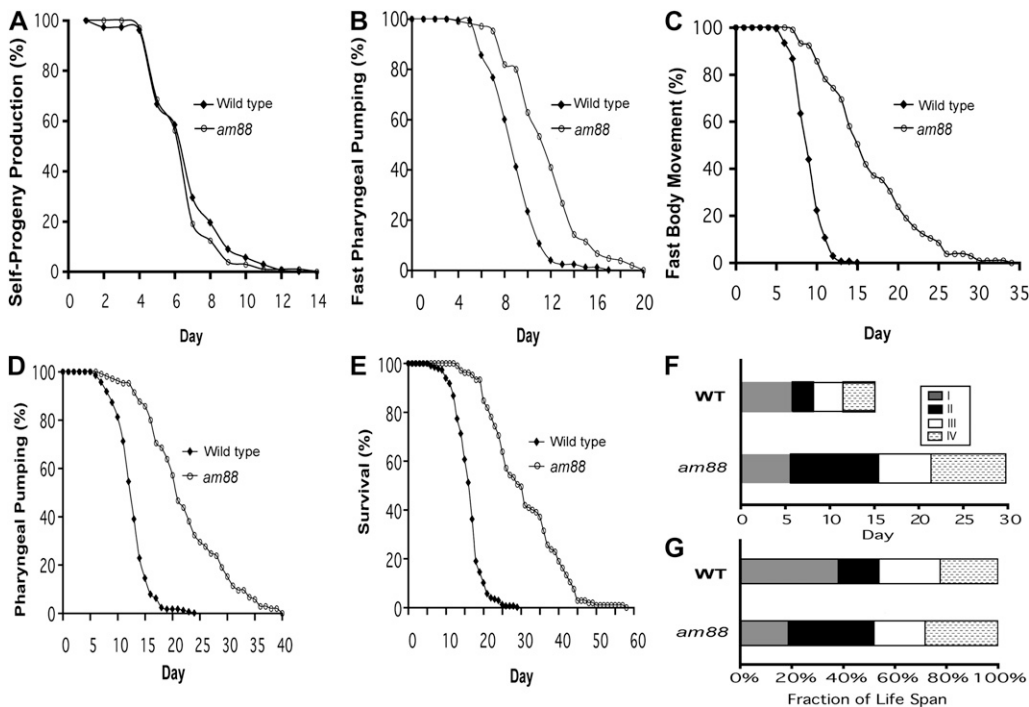 A
Self-Progeny Production (%)
100
80
60
40
20
0
Wild type
am88
0 2 4 6 8 10 12 14
Day
B
Fast Pharyngeal Pumping (%)
100
80
60
40
20
0
Wild type
am88
0 4 8 12 16 20
Day
C
Fast Body Movement (%)
100
80
60
40
20
0
Wild type
am88
0 5 10 15 20 25 30 35
Day
D
Pharyngeal Pumping (%)
100
80
60
40
20
0
Wild type
am88
0 5 10 15 20 25 30 40
Day
E
Survival (%)
100
80
60
40
20
0
Wild type
am88
0 10 20 30 40 50 60
Day
F
WT
am88
I
II
III
IV
0 5 10 15 20 25 30
Day
G
WT
am88
0% 20% 40% 60% 80% 100%
Fraction of Life Span